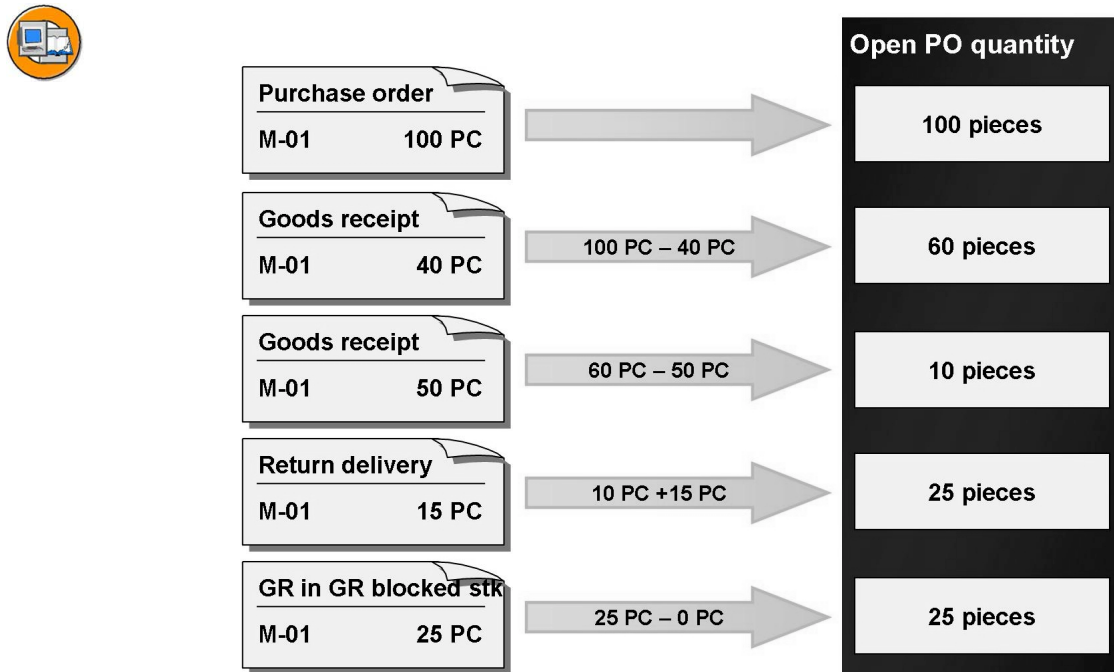 Open PO quantity
Purchase order
M-01 100 PC
100 pieces
Goods receipt
M-01 40 PC
100 PC – 40 PC
60 pieces
Goods receipt
M-01 50 PC
60 PC – 50 PC
10 pieces
Return delivery
M-01 15 PC
10 PC +15 PC
25 pieces
GR in GR blocked stk
M-01 25 PC
25 PC – 0 PC
25 pieces